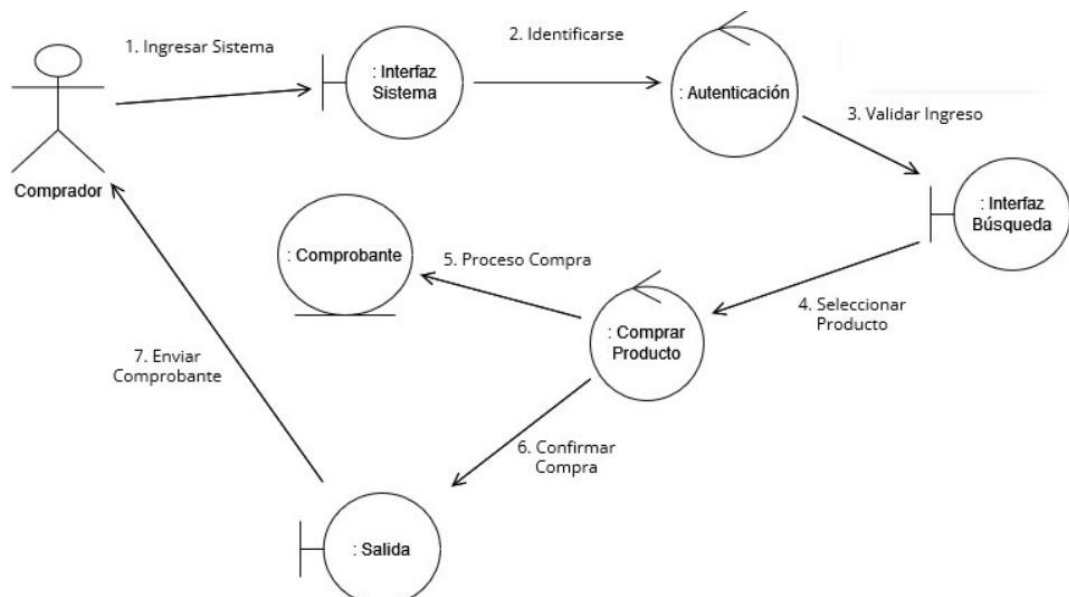 1. Ingresar Sistema
2. Identificarse
: Interfaz
Sistema
: Autenticación
3. Validar Ingreso
Comprador
: Interfaz
Búsqueda
: Comprobante
5. Proceso Compra
4. Seleccionar
Producto
: Comprar
Producto
7. Enviar
Comprobante
6. Confirmar
Compra
: Salida